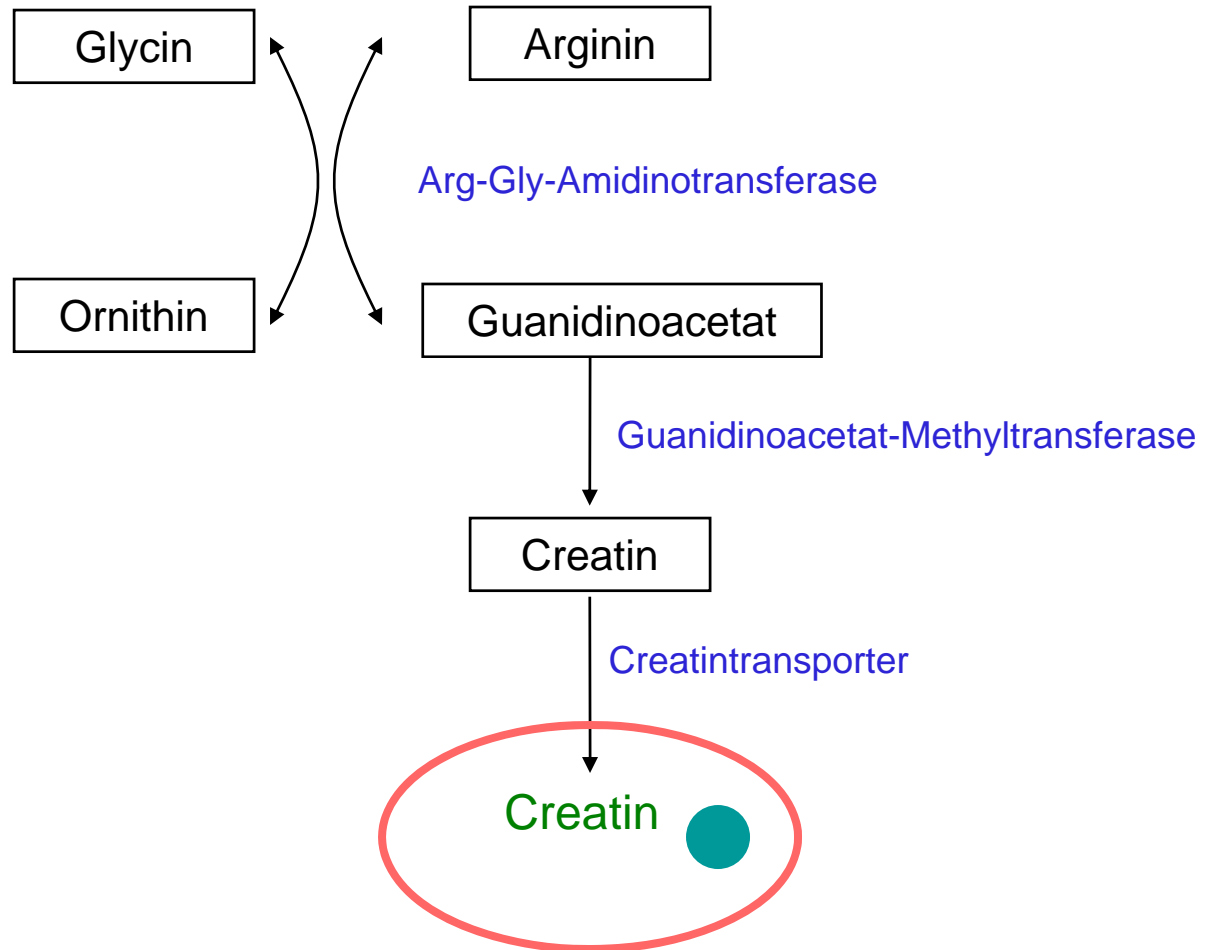 Glycin
Arginin
Arg-Gly-Amidinotransferase
Ornithin
Guanidinoacetat
Guanidinoacetat-Methyltransferase
Creatin
Creatintransporter
Creatin